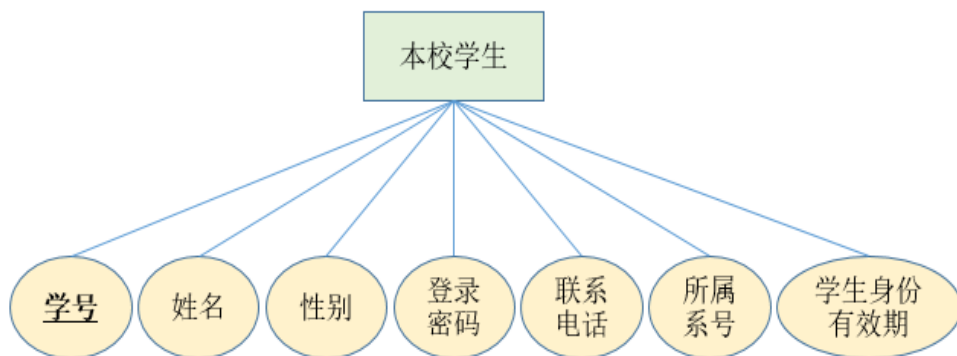 本校学生
学号
姓名
性别
登录
密码
联系
电话
所属
系号
学生身份
有效期